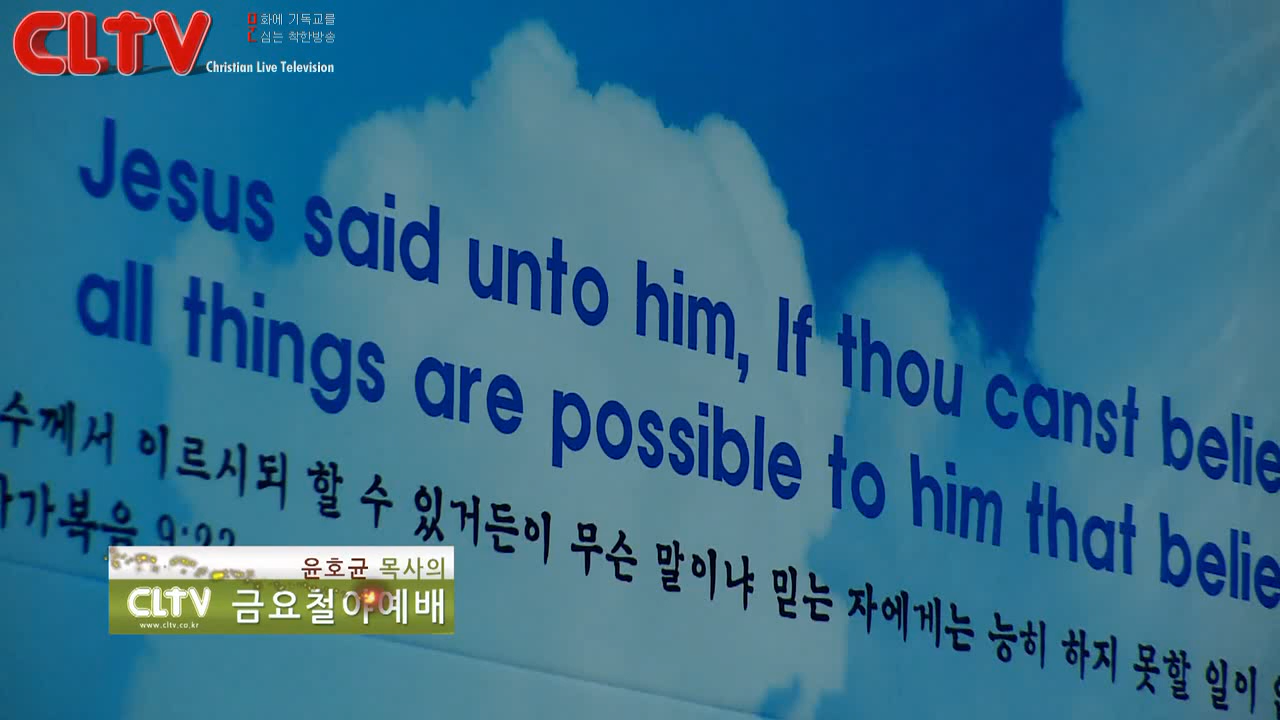 CLTV
문 화에 기독교를
심는 착한방송
Christian Live Television
Jesus said unto him, If thou canst belie
all things are possible to him that belie
수께서 이르시되 할 수 있거든이 무슨 말이냐 믿는 자에게는 능히 하지 못할 일이
가복음 9:23
윤호균 목사의
CLTV 금요철야예배
www.cltv.co.kr